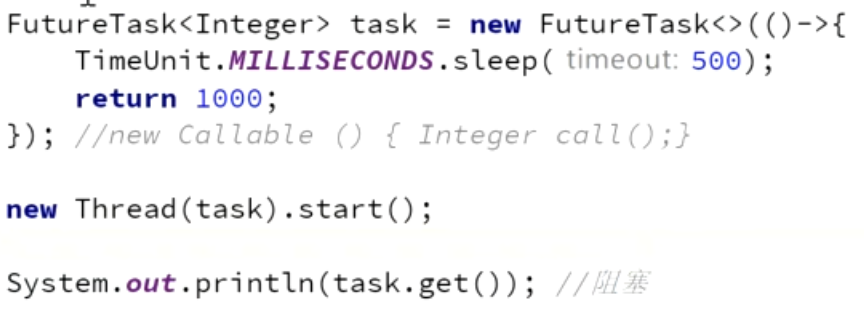 FutureTask<Integer> task = new FutureTask<>(()->{
    TimeUnit.MILLISECONDS.sleep( timeout: 500);
    return 1000;
}); //new Callable () { Integer call();}
new Thread(task).start();
System.out.println(task.get()); //阻塞